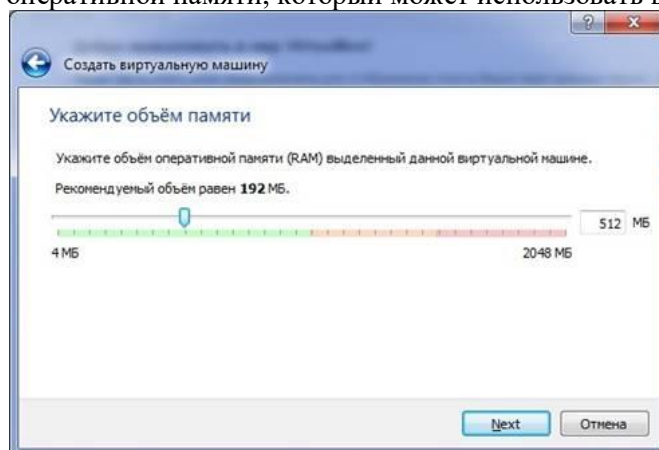 оперативной памяти, который может использовать в
Создать виртуальную машину
Укажите объём памяти
Укажите объём оперативной памяти (RAM) выделенный данной виртуальной машине.
Рекомендуемый объём равен 192 МБ.
512 МБ
4 МБ 2048 МБ
Next Отмена